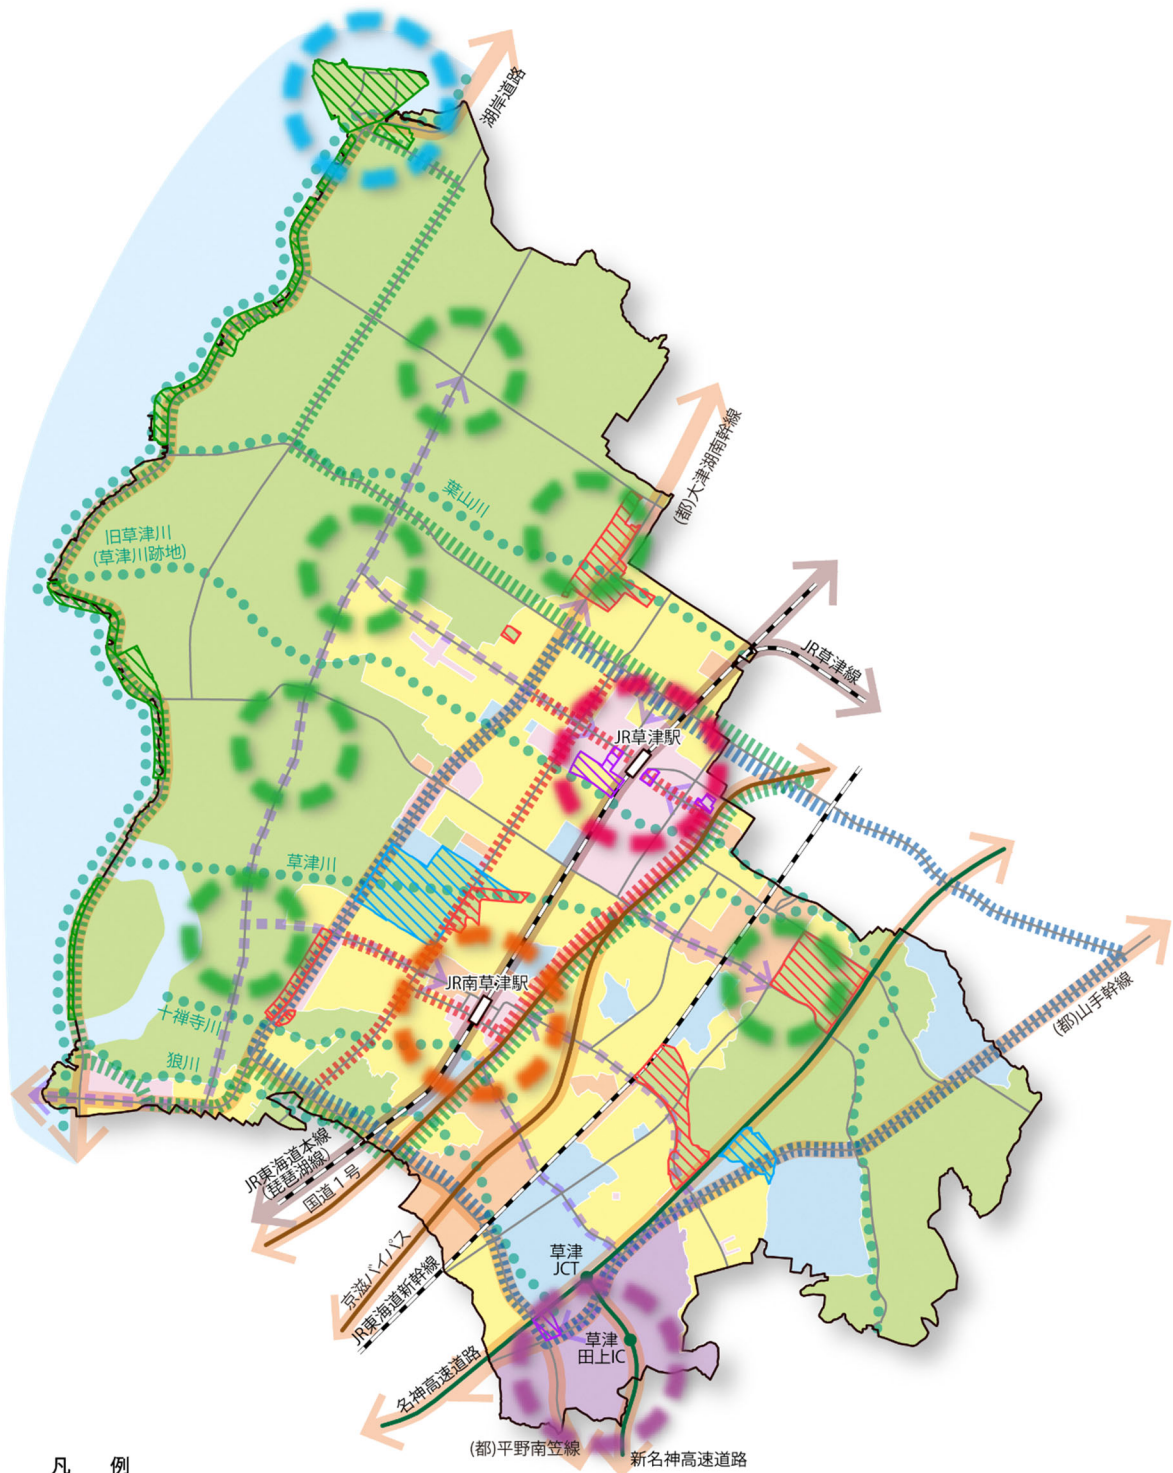 湖岸道路
(都)大津湖南幹線
葉山川
旧草津川
(草津川跡地)
JR草津線
JR草津駅
草津川
JR南草津駅
十禅寺川
狼川
(都)山手幹線
JR東海道本線
(琵琶湖線)
国道1号
京滋バイパス
JR東海道新幹線
草津
JCT
草津
田上IC
名神高速道路
(都)平野南笠線
新名神高速道路
凡 例